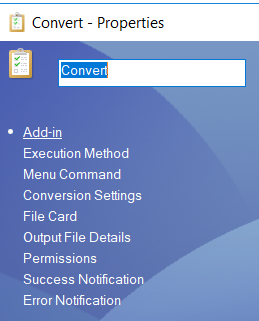 Convert - Properties
Convert
Add-in
Execution Method
Menu Command
Conversion Settings
File Card
Output File Details
Permissions
Success Notification
Error Notification